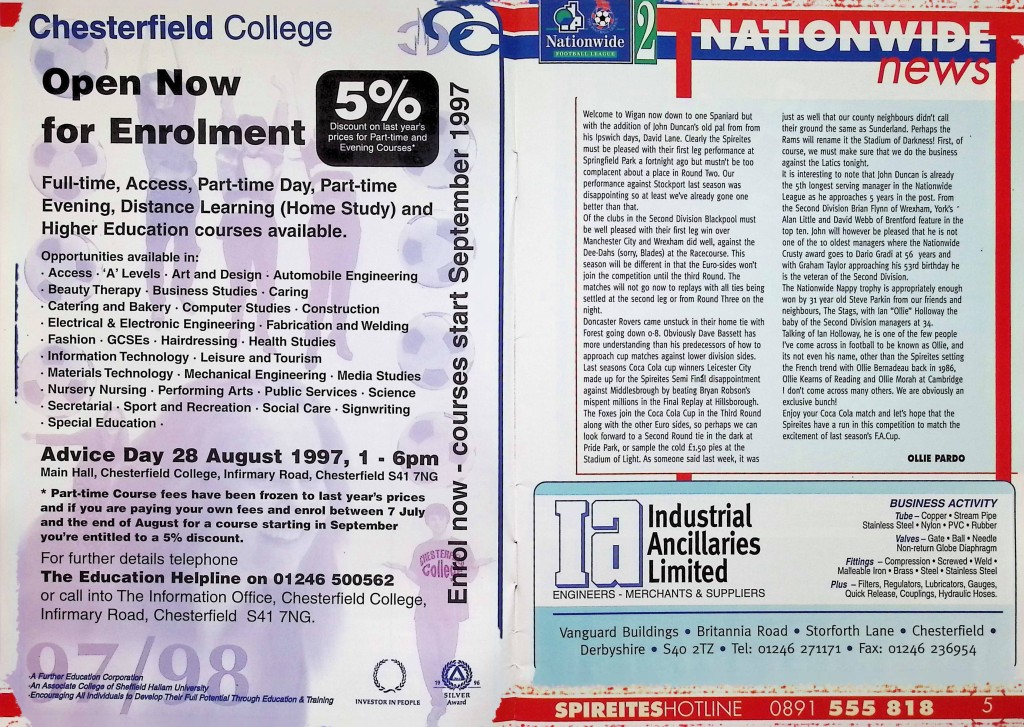 Chesterfield College
Open Now
for Enrolment
5%
Discount on last year's
prices for Part-time and
Evening Courses*
Full-time, Access, Part-time Day, Part-time
Evening, Distance Learning (Home Study) and
Higher Education courses available.
Opportunities available in:
· Access · 'A' Levels · Art and Design · Automobile Engineering
· Beauty Therapy · Business Studies · Caring
· Catering and Bakery · Computer Studies · Construction
· Electrical & Electronic Engineering · Fabrication and Welding
· Fashion · GCSEs · Hairdressing · Health Studies
· Information Technology · Leisure and Tourism
· Materials Technology · Mechanical Engineering · Media Studies
· Nursery Nursing · Performing Arts · Public Services · Science
· Secretarial · Sport and Recreation · Social Care · Signwriting
· Special Education ·
Advice Day 28 August 1997, 1 - 6pm
Main Hall, Chesterfield College, Infirmary Road, Chesterfield S41 7NG
* Part-time Course fees have been frozen to last year's prices
and if you are paying your own fees and enrol between 7 July
and the end of August for a course starting in September
you're entitled to a 5% discount.
For further details telephone
The Education Helpline on 01246 500562
or call into The Information Office, Chesterfield College,
Infirmary Road, Chesterfield S41 7NG.
97/98
·A Further Education Corporation
·An Associate College of Sheffield Hallam University
·Encouraging All Individuals to Develop Their Full Potential Through Education & Training
INVESTOR IN PEOPLE
19 96
SILVER
Award
CHESTERFIELD
College
Enrol now - courses start September 1997
Nationwide
FOOTBALL LEAGUE
2
NATIONWIDE
news
Welcome to Wigan now down to one Spaniard but
with the addition of John Duncan's old pal from from
his Ipswich days, David Lane. Clearly the Spireites
must be pleased with their first leg performance at
Springfield Park a fortnight ago but mustn't be too
complacent about a place in Round Two. Our
performance against Stockport last season was
disappointing so at least we've already gone one
better than that.
Of the clubs in the Second Division Blackpool must
be well pleased with their first leg win over
Manchester City and Wrexham did well, against the
Dee-Dahs (sorry, Blades) at the Racecourse. This
season will be different in that the Euro-sides won't
join the competition until the third Round. The
matches will not go now to replays with all ties being
settled at the second leg or from Round Three on the
night.
Doncaster Rovers came unstuck in their home tie with
Forest going down 0-8. Obviously Dave Bassett has
more understanding than his predecessors of how to
approach cup matches against lower division sides.
Last seasons Coca Cola cup winners Leicester City
made up for the Spireites Semi Final disappointment
against Middlesbrough by beating Bryan Robson's
mispent millions in the Final Replay at Hillsborough.
The Foxes join the Coca Cola Cup in the Third Round
along with the other Euro sides, so perhaps we can
look forward to a Second Round tie in the dark at
Pride Park, or sample the cold £1.50 pies at the
Stadium of Light. As someone said last week, it was
just as well that our county neighbours didn't call
their ground the same as Sunderland. Perhaps the
Rams will rename it the Stadium of Darkness! First, of
course, we must make sure that we do the business
against the Latics tonight.
it is interesting to note that John Duncan is already
the 5th longest serving manager in the Nationwide
League as he approaches 5 years in the post. From
the Second Division Brian Flynn of Wrexham, York's
Alan Little and David Webb of Brentford feature in the
top ten. John will however be pleased that he is not
one of the 10 oldest managers where the Nationwide
Crusty award goes to Dario Gradi at 56 years and
with Graham Taylor approaching his 53rd birthday he
is the veteran of the Second Division.
The Nationwide Nappy trophy is appropriately enough
won by 31 year old Steve Parkin from our friends and
neighbours, The Stags, with Ian "Ollie" Holloway the
baby of the Second Division managers at 34.
Talking of Ian Holloway, he is one of the few people
I've come across in football to be known as Ollie, and
its not even his name, other than the Spireites setting
the French trend with Ollie Bernadeau back in 1986,
Ollie Kearns of Reading and Ollie Morah at Cambridge
I don't come across many others. We are obviously an
exclusive bunch!
Enjoy your Coca Cola match and let's hope that the
Spireites have a run in this competition to match the
excitement of last season's F.A.Cup.
OLLIE PARDO
Ia
Industrial
Ancillaries
Limited
ENGINEERS - MERCHANTS & SUPPLIERS
BUSINESS ACTIVITY
Tube – Copper • Stream Pipe
Stainless Steel • Nylon • PVC • Rubber
Valves – Gate • Ball • Needle
Non-return Globe Diaphragm
Fittings – Compression • Screwed • Weld •
Malleable Iron • Brass • Steel • Stainless Steel
Plus – Filters, Regulators, Lubricators, Gauges,
Quick Release, Couplings, Hydraulic Hoses.
Vanguard Buildings • Britannia Road • Storforth Lane • Chesterfield •
Derbyshire • S40 2TZ • Tel: 01246 271171 • Fax: 01246 236954
SPIREITESHOTLINE 0891 555 818 5